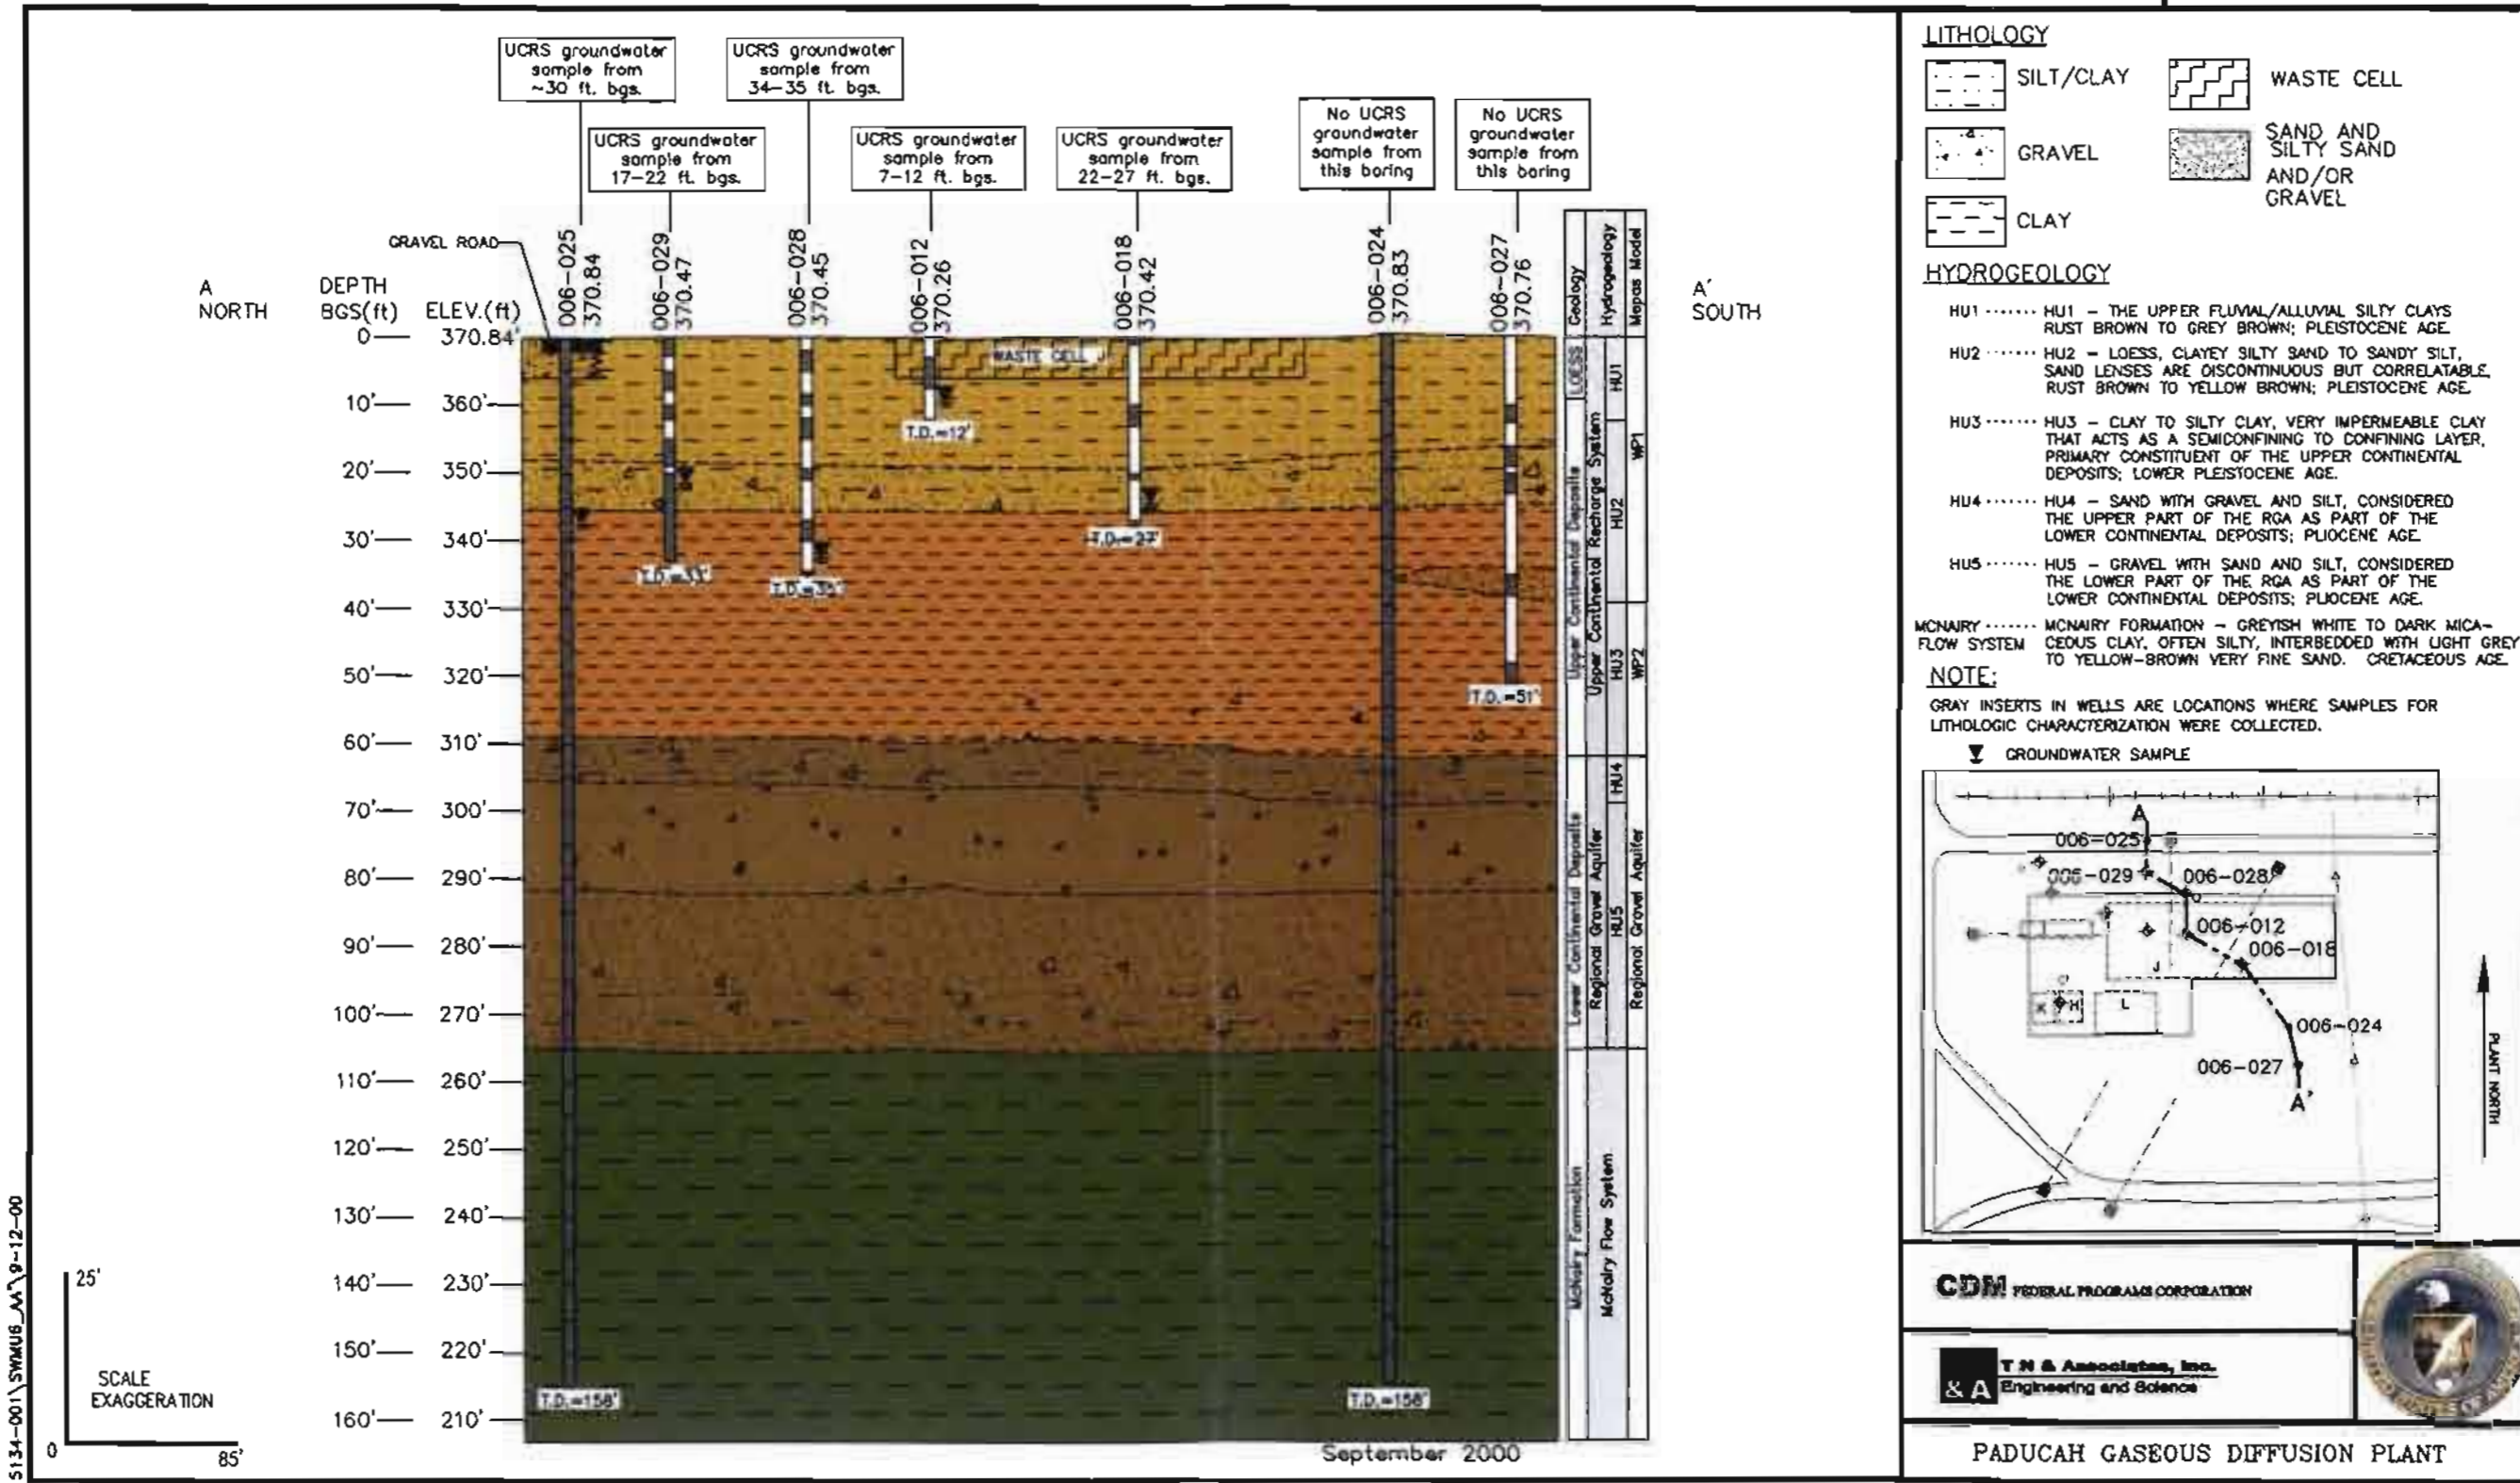 UCRS groundwater
sample from
~30 ft. bgs.
UCRS groundwater
sample from
34-35 ft. bgs.
UCRS groundwater
sample from
17-22 ft. bgs.
UCRS groundwater
sample from
7-12 ft. bgs.
UCRS groundwater
sample from
22-27 ft. bgs.
No UCRS
groundwater
sample from
this boring
No UCRS
groundwater
sample from
this boring
GRAVEL ROAD
A
NORTH
DEPTH
BGS(ft)
ELEV.(ft)
006-025
370.84
006-029
370.47
006-028
370.45
006-012
370.26
006-018
370.42
006-024
370.83
006-027
370.76
A'
SOUTH
Geology
Hydrogeology
Mepas Model
0 370.84'
10' 360'
20' 350'
30' 340'
40' 330'
50' 320'
60' 310'
70' 300'
80' 290'
90' 280'
100' 270'
110' 260'
120' 250'
130' 240'
140' 230'
150' 220'
160' 210'
WASTE CELL J
T.D.=12'
T.D.=27'
T.D.=33'
T.D.=35'
T.D.=51'
T.D.=158'
T.D.=158'
LOESS
Upper Continental Deposits
Lower Continental Deposits
McNairy Formation
Upper Continental Recharge System
Regional Gravel Aquifer
McNairy Flow System
HU1
HU2
HU3
HU4
HU5
WP1
WP2
Regional Gravel Aquifer
September 2000
25'
SCALE
EXAGGERATION
0
85'
5134-001\SWMU6_AA'\9-12-00
LITHOLOGY
SILT/CLAY
WASTE CELL
GRAVEL
SAND AND
SILTY SAND
AND/OR
GRAVEL
CLAY
HYDROGEOLOGY
HU1 ······· HU1 - THE UPPER FLUVIAL/ALLUVIAL SILTY CLAYS
RUST BROWN TO GREY BROWN; PLEISTOCENE AGE.
HU2 ······· HU2 - LOESS, CLAYEY SILTY SAND TO SANDY SILT,
SAND LENSES ARE DISCONTINUOUS BUT CORRELATABLE,
RUST BROWN TO YELLOW BROWN; PLEISTOCENE AGE.
HU3 ······· HU3 - CLAY TO SILTY CLAY, VERY IMPERMEABLE CLAY
THAT ACTS AS A SEMICONFINING TO CONFINING LAYER,
PRIMARY CONSTITUENT OF THE UPPER CONTINENTAL
DEPOSITS; LOWER PLEISTOCENE AGE.
HU4 ······· HU4 - SAND WITH GRAVEL AND SILT, CONSIDERED
THE UPPER PART OF THE RGA AS PART OF THE
LOWER CONTINENTAL DEPOSITS; PLIOCENE AGE.
HU5 ······· HU5 - GRAVEL WITH SAND AND SILT, CONSIDERED
THE LOWER PART OF THE RGA AS PART OF THE
LOWER CONTINENTAL DEPOSITS; PLIOCENE AGE.
MCNAIRY ······· MCNAIRY FORMATION - GREYISH WHITE TO DARK MICA-
FLOW SYSTEM CEOUS CLAY, OFTEN SILTY, INTERBEDDED WITH LIGHT GREY
TO YELLOW-BROWN VERY FINE SAND. CRETACEOUS AGE.
NOTE:
GRAY INSERTS IN WELLS ARE LOCATIONS WHERE SAMPLES FOR
LITHOLOGIC CHARACTERIZATION WERE COLLECTED.
GROUNDWATER SAMPLE
A
006-025
006-029
006-028
006-012
006-018
J
K
H
L
006-024
006-027
A'
PLANT NORTH
CDM FEDERAL PROGRAMS CORPORATION
& A
T N & Associates, Inc.
Engineering and Science
PADUCAH GASEOUS DIFFUSION PLANT